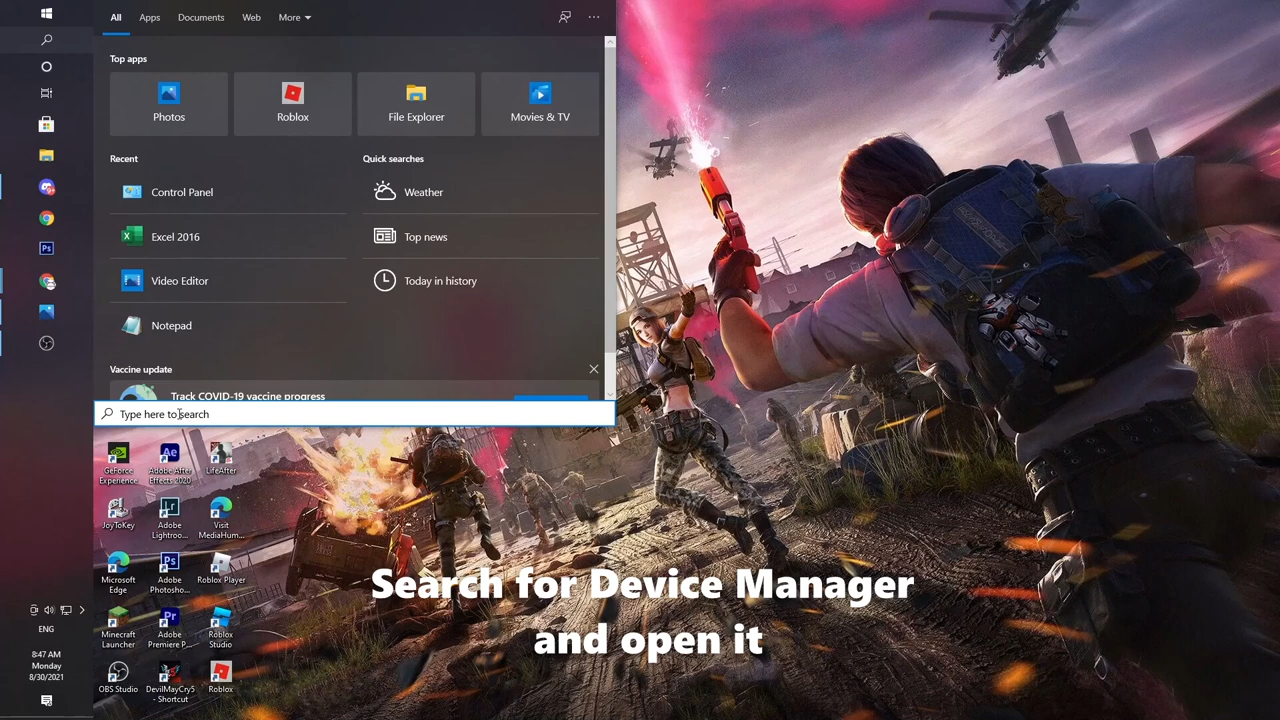 All Apps Documents Web More
Top apps
Photos Roblox File Explorer Movies & TV
Recent
Control Panel
Excel 2016
Video Editor
Notepad
Quick searches
Weather
Top news
Today in history
Vaccine update
Track COVID-19 vaccine progress
Type here to search
GeForce Experience
Adobe After Effects 2020
LifeAfter
JoyToKey
Adobe Lightroo...
Visit MediaHum...
Microsoft Edge
Adobe Photosho...
Roblox Player
Minecraft Launcher
Adobe Premiere P...
Roblox Studio
OBS Studio
DevilMayCry5 - Shortcut
Roblox
Ps
ENG
8:47 AM
Monday
8/30/2021
Search for Device Manager
and open it